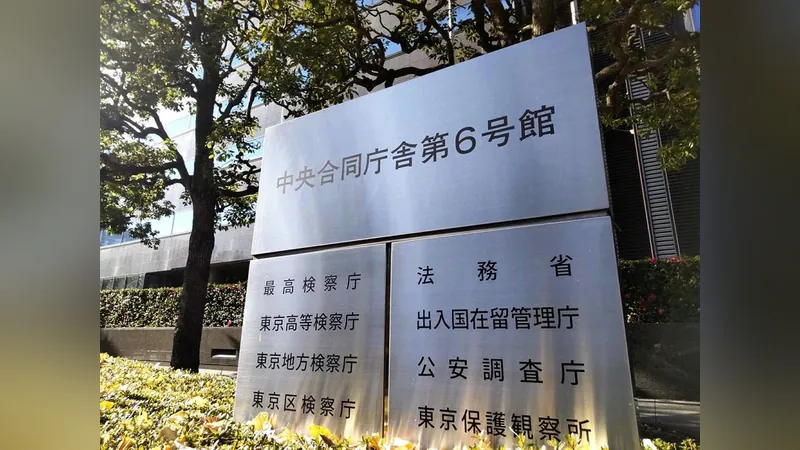 中央合同庁舎第6号館
最高検察庁
東京高等検察庁
東京地方検察庁
東京区検察庁
法務省
出入国在留管理庁
公安調査庁
東京保護観察所